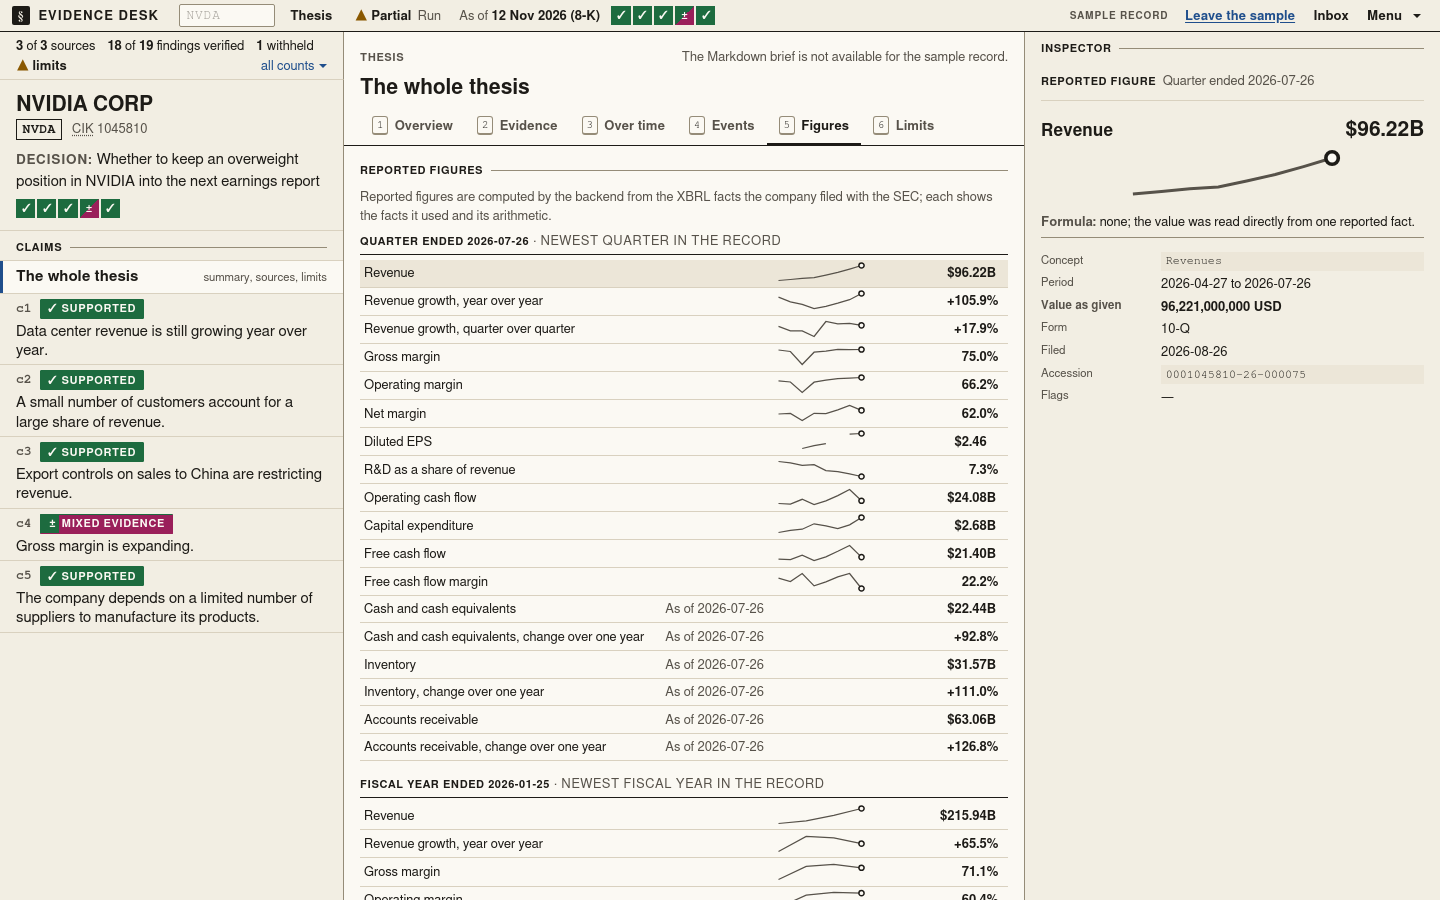 § EVIDENCE DESK NVDA Thesis Partial Run As of 12 Nov 2026 (8-K) ✓ ✓ ✓ ± ✓ SAMPLE RECORD Leave the sample Inbox Menu
3 of 3 sources 18 of 19 findings verified 1 withheld
limits all counts
NVIDIA CORP
NVDA CIK 1045810
DECISION: Whether to keep an overweight
position in NVIDIA into the next earnings report
✓ ✓ ✓ ± ✓
CLAIMS
The whole thesis summary, sources, limits
c1 ✓ SUPPORTED
Data center revenue is still growing year over
year.
c2 ✓ SUPPORTED
A small number of customers account for a
large share of revenue.
c3 ✓ SUPPORTED
Export controls on sales to China are restricting
revenue.
c4 ± MIXED EVIDENCE
Gross margin is expanding.
c5 ✓ SUPPORTED
The company depends on a limited number of
suppliers to manufacture its products.
THESIS The Markdown brief is not available for the sample record.
The whole thesis
1 Overview 2 Evidence 3 Over time 4 Events 5 Figures 6 Limits
REPORTED FIGURES
Reported figures are computed by the backend from the XBRL facts the company filed with the SEC; each shows
the facts it used and its arithmetic.
QUARTER ENDED 2026-07-26 · NEWEST QUARTER IN THE RECORD
Revenue $96.22B
Revenue growth, year over year +105.9%
Revenue growth, quarter over quarter +17.9%
Gross margin 75.0%
Operating margin 66.2%
Net margin 62.0%
Diluted EPS $2.46
R&D as a share of revenue 7.3%
Operating cash flow $24.08B
Capital expenditure $2.68B
Free cash flow $21.40B
Free cash flow margin 22.2%
Cash and cash equivalents As of 2026-07-26 $22.44B
Cash and cash equivalents, change over one year As of 2026-07-26 +92.8%
Inventory As of 2026-07-26 $31.57B
Inventory, change over one year As of 2026-07-26 +111.0%
Accounts receivable As of 2026-07-26 $63.06B
Accounts receivable, change over one year As of 2026-07-26 +126.8%
FISCAL YEAR ENDED 2026-01-25 · NEWEST FISCAL YEAR IN THE RECORD
Revenue $215.94B
Revenue growth, year over year +65.5%
Gross margin 71.1%
Operating margin 60.4%
INSPECTOR
REPORTED FIGURE Quarter ended 2026-07-26
Revenue $96.22B
Formula: none; the value was read directly from one reported fact.
Concept Revenues
Period 2026-04-27 to 2026-07-26
Value as given 96,221,000,000 USD
Form 10-Q
Filed 2026-08-26
Accession 0001045810-26-000075
Flags —